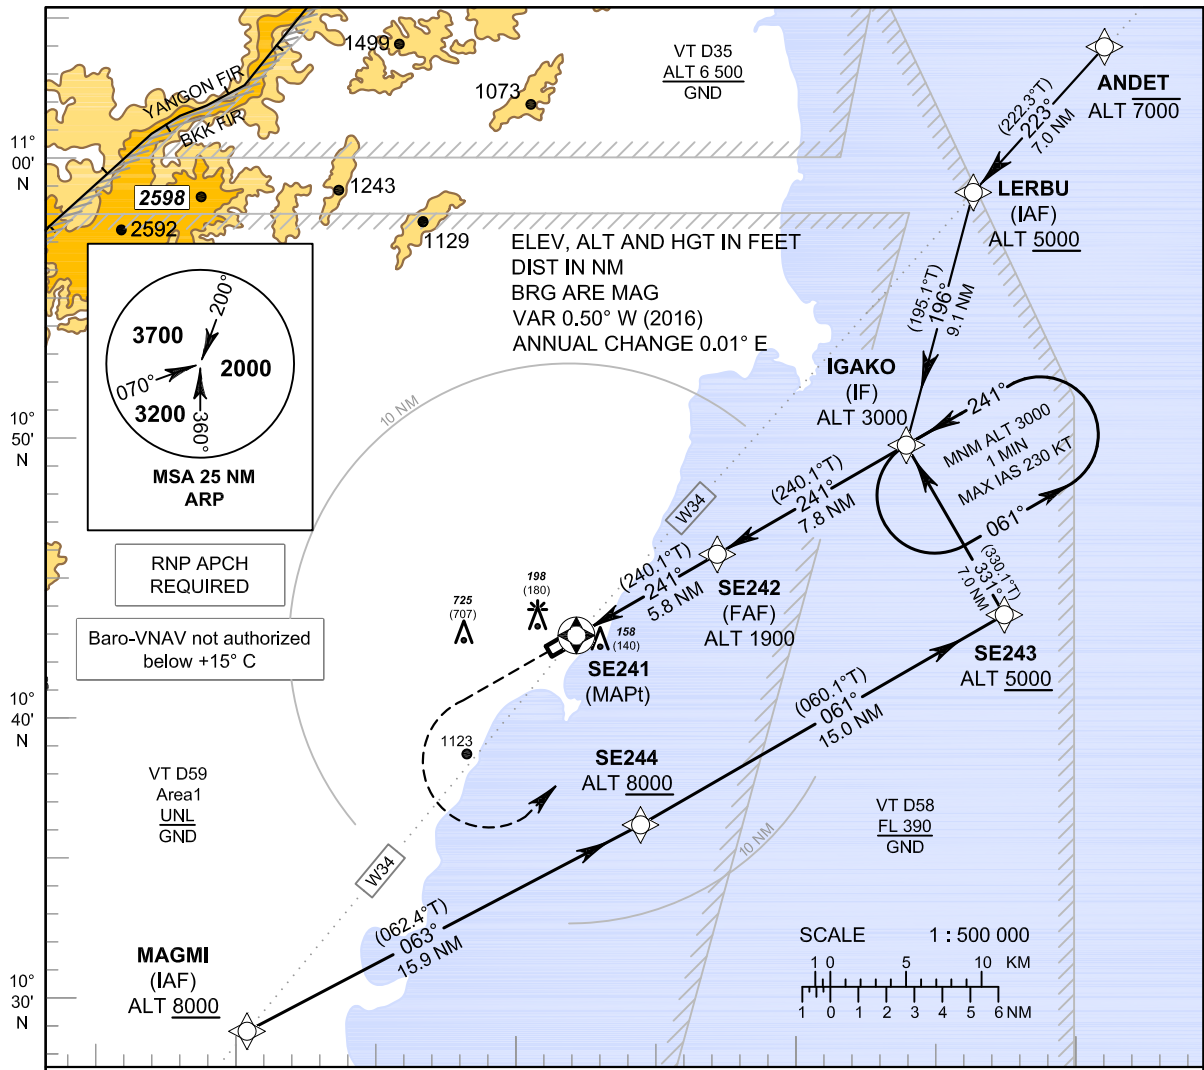 1499
VT D35
ALT 6 500
GND
1073
ANDET
ALT 7000
(222.3°T)
223°
7.0 NM
YANGON FIR
BKK FIR
11°
00'
N
2598
2592
1243
1129
LERBU
(IAF)
ALT 5000
ELEV, ALT AND HGT IN FEET
DIST IN NM
BRG ARE MAG
VAR 0.50° W (2016)
ANNUAL CHANGE 0.01° E
(195.1°T)
196°
9.1 NM
200°
3700
2000
070°
3200
360°
MSA 25 NM
ARP
10 NM
IGAKO
(IF)
ALT 3000
241°
MNM ALT 3000
1 MIN
MAX IAS 230 KT
061°
10°
50'
N
(240.1°T)
241°
7.8 NM
W34
RNP APCH
REQUIRED
(240.1°T)
241°
5.8 NM
SE242
(FAF)
ALT 1900
(330.1°T)
331°
7.0 NM
198
(180)
725
(707)
158
(140)
Baro-VNAV not authorized
below +15° C
SE241
(MAPt)
SE243
ALT 5000
10°
40'
N
(060.1°T)
061°
15.0 NM
1123
SE244
ALT 8000
VT D59
Area1
UNL
GND
VT D58
FL 390
GND
10 NM
W34
(062.4°T)
063°
15.9 NM
MAGMI
(IAF)
ALT 8000
10°
30'
N
SCALE 1 : 500 000
1 0 5 10 KM
1 0 1 2 3 4 5 6 NM